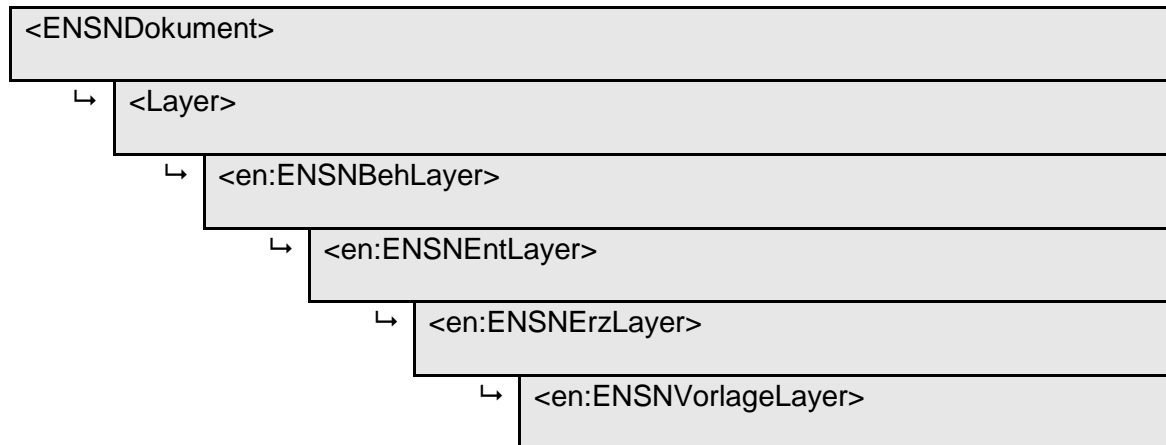 <ENSNDokument>
↳ <Layer>
↳ <en:ENSNBehLayer>
↳ <en:ENSNEntLayer>
↳ <en:ENSNErzLayer>
↳ <en:ENSNVorlageLayer>